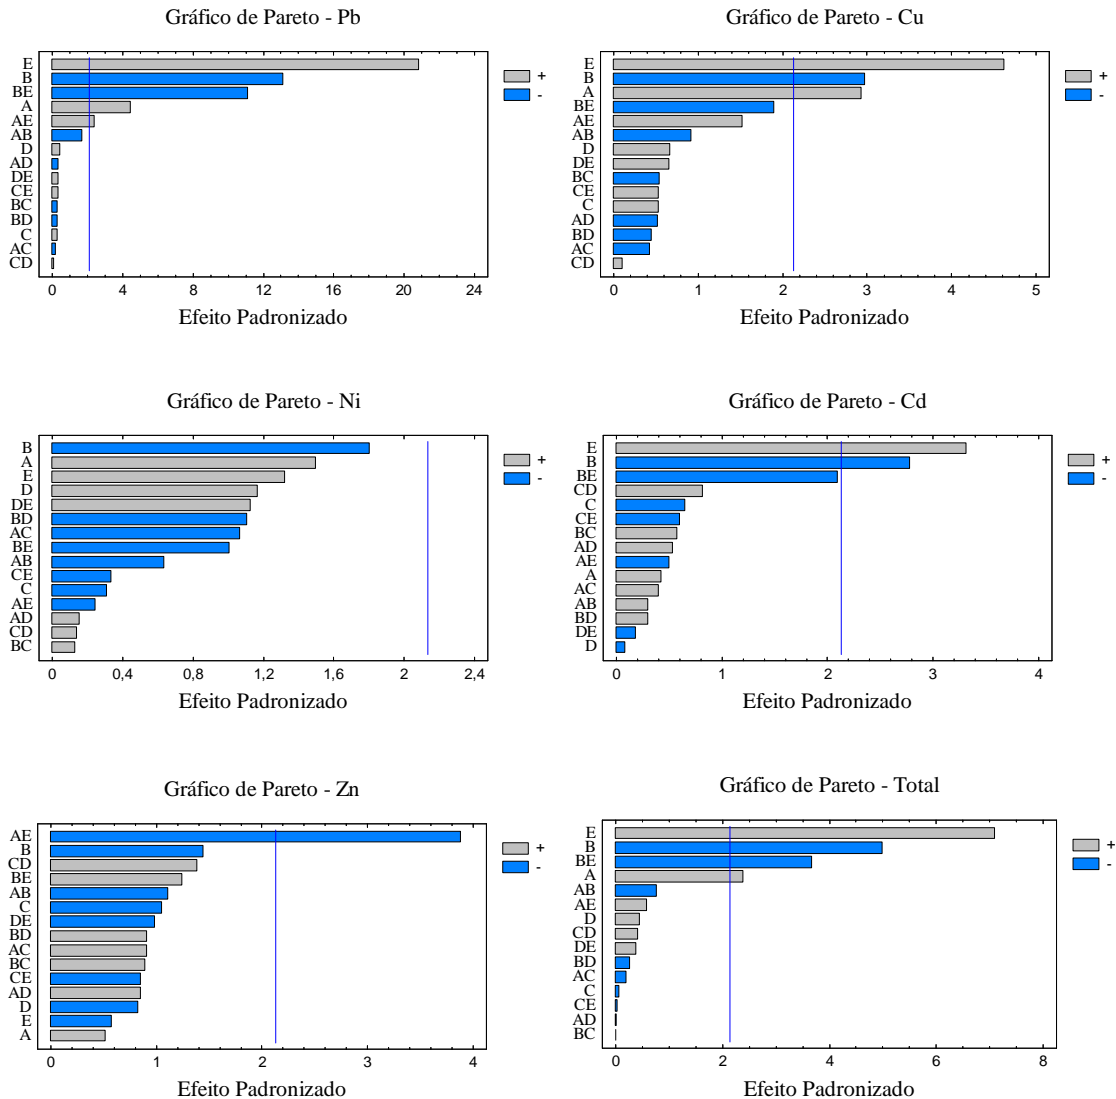 Gráfico de Pareto - Pb
E
B
BE
A
AE
AB
D
AD
DE
CE
BC
BD
C
AC
CD
+
-
0 4 8 12 16 20 24
Efeito Padronizado
Gráfico de Pareto - Cu
E
B
A
BE
AE
AB
D
DE
BC
CE
C
AD
BD
AC
CD
+
-
0 1 2 3 4 5
Efeito Padronizado
Gráfico de Pareto - Ni
B
A
E
D
DE
BD
AC
BE
AB
CE
C
AE
AD
CD
BC
+
-
0 0,4 0,8 1,2 1,6 2 2,4
Efeito Padronizado
Gráfico de Pareto - Cd
E
B
BE
CD
C
CE
BC
AD
AE
A
AC
AB
BD
DE
D
+
-
0 1 2 3 4
Efeito Padronizado
Gráfico de Pareto - Zn
AE
B
CD
BE
AB
C
DE
BD
AC
BC
CE
AD
D
E
A
+
-
0 1 2 3 4
Efeito Padronizado
Gráfico de Pareto - Total
E
B
BE
A
AB
AE
D
CD
DE
BD
AC
C
CE
AD
BC
+
-
0 2 4 6 8
Efeito Padronizado